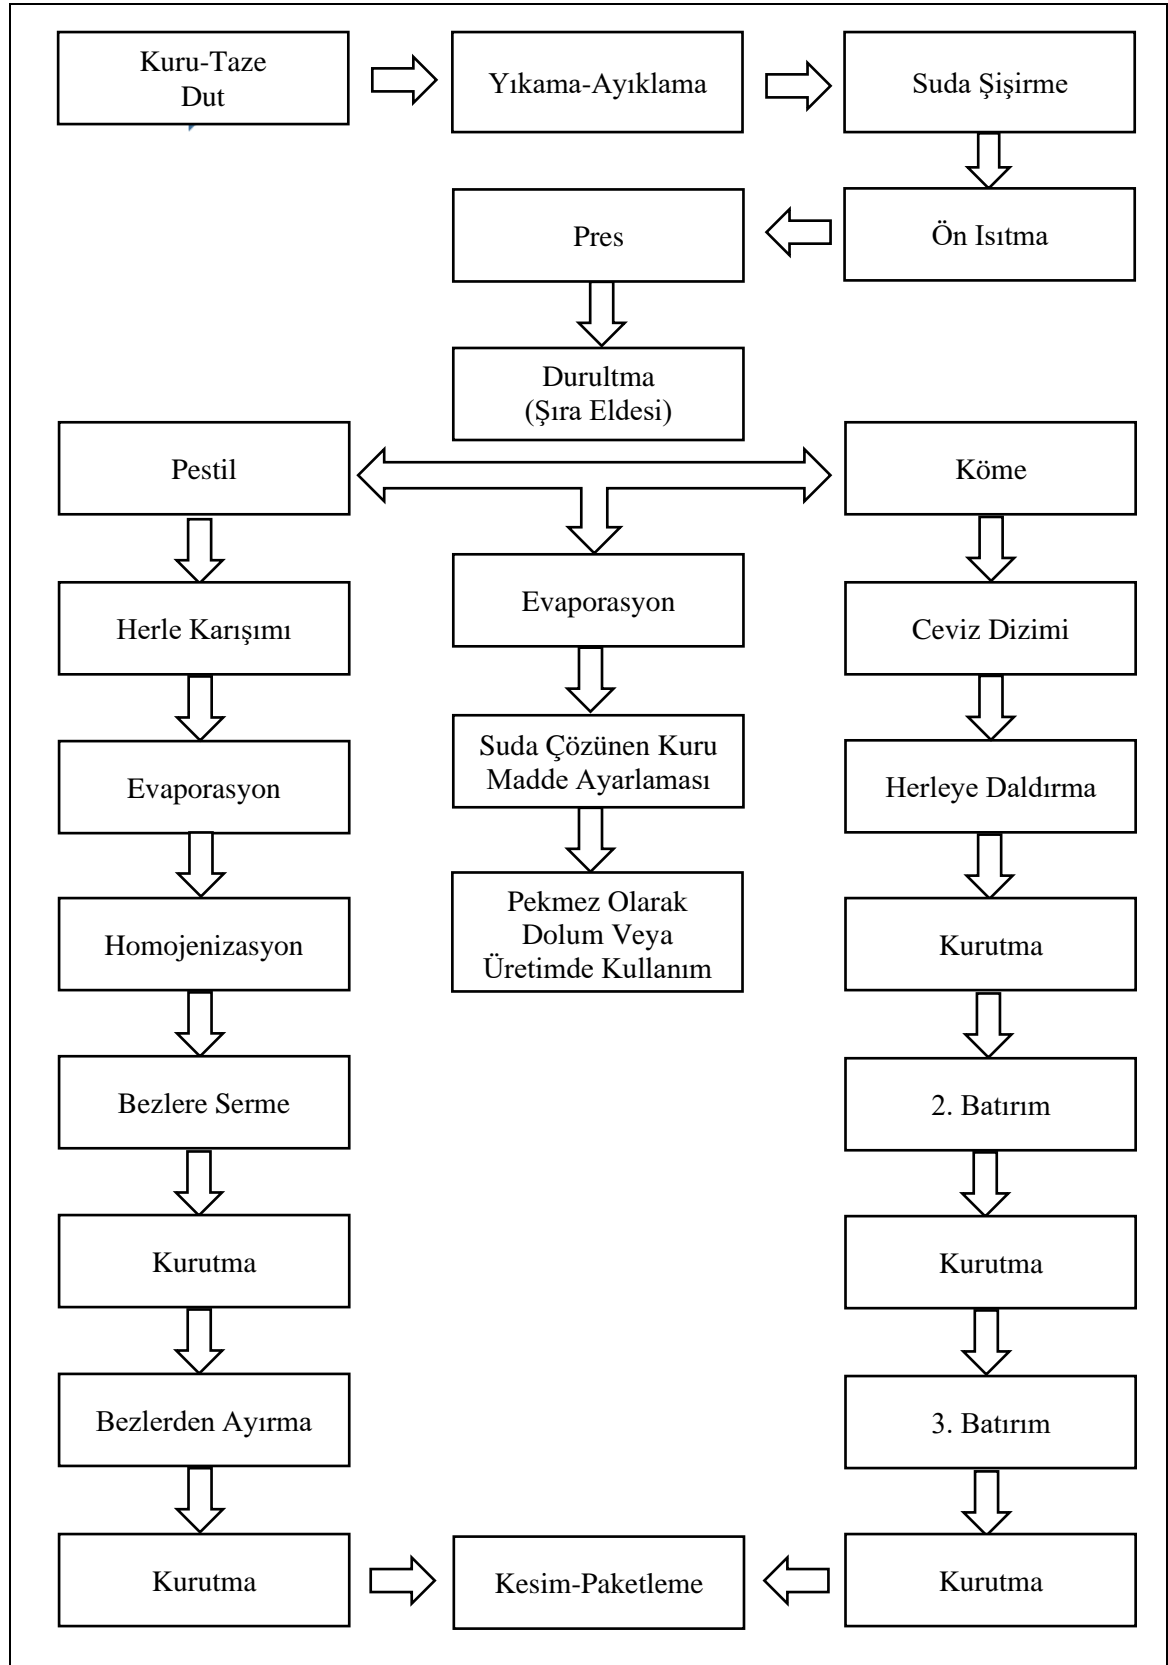 Kuru-Taze
Dut
Yıkama-Ayıklama
Suda Şişirme
Ön Isıtma
Pres
Durultma
(Şıra Eldesi)
Pestil
Herle Karışımı
Evaporasyon
Homojenizasyon
Bezlere Serme
Kurutma
Bezlerden Ayırma
Kurutma
Evaporasyon
Suda Çözünen Kuru
Madde Ayarlaması
Pekmez Olarak
Dolum Veya
Üretimde Kullanım
Köme
Ceviz Dizimi
Herleye Daldırma
Kurutma
2. Batırım
Kurutma
3. Batırım
Kurutma
Kesim-Paketleme